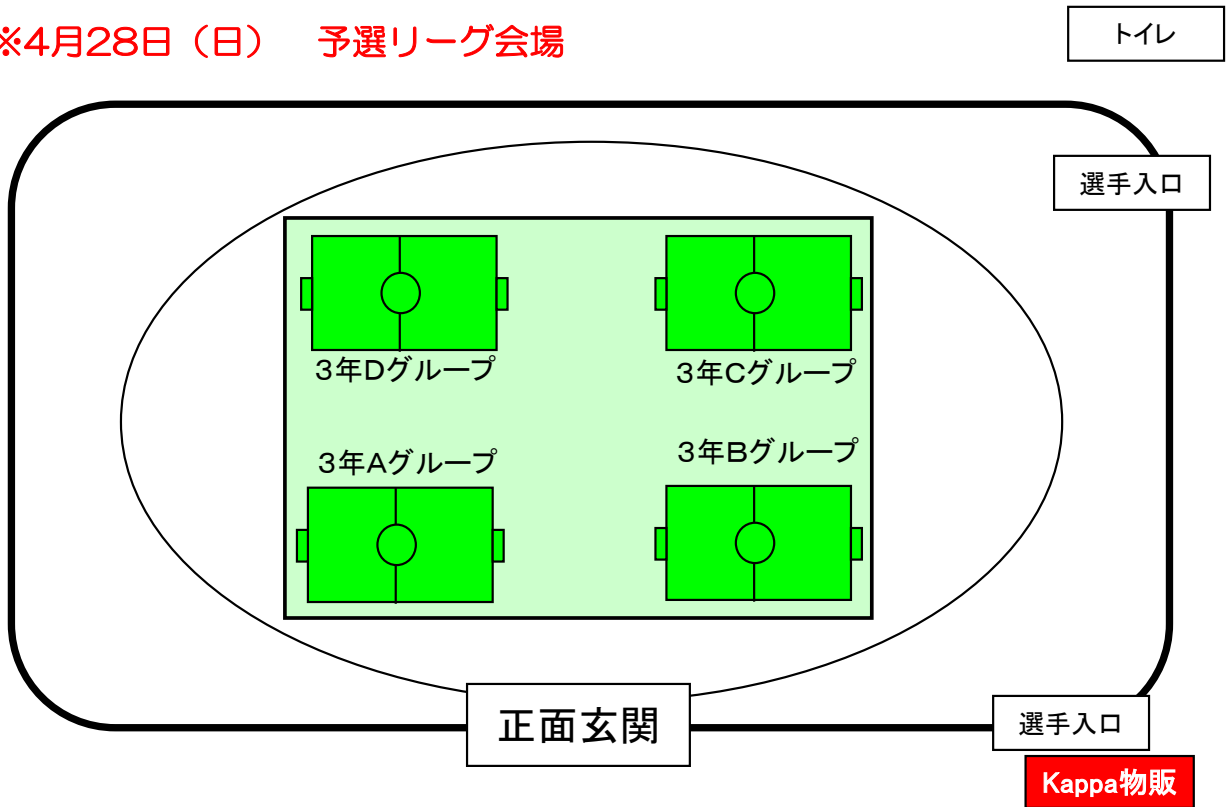 ※4月28日（日）　予選リーグ会場
トイレ
選手入口
３年Dグループ
３年Cグループ
３年Aグループ
３年Bグループ
正面玄関
選手入口
Kappa物販